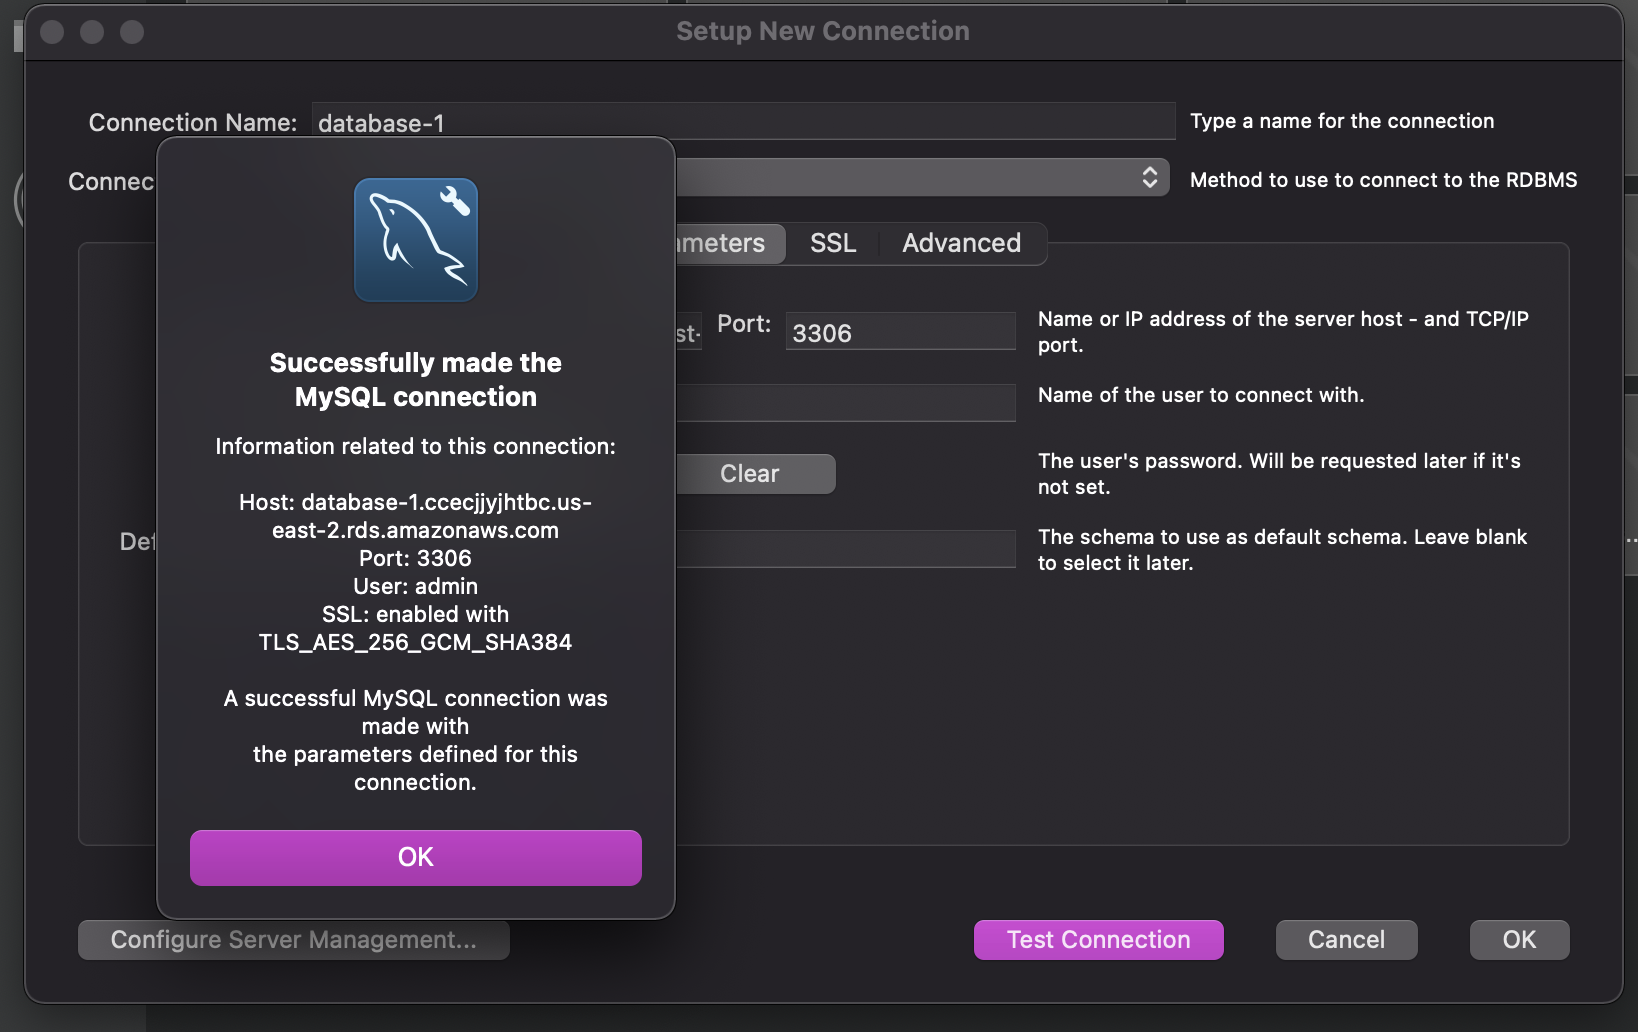 Setup New Connection
Connection Name: database-1 Type a name for the connection
Connec Method to use to connect to the RDBMS
ameters SSL Advanced
st- Port: 3306 Name or IP address of the server host - and TCP/IP
port.
Name of the user to connect with.
Clear The user's password. Will be requested later if it's
not set.
Def The schema to use as default schema. Leave blank
to select it later.
Successfully made the
MySQL connection
Information related to this connection:
Host: database-1.ccecjjyjhtbc.us-
east-2.rds.amazonaws.com
Port: 3306
User: admin
SSL: enabled with
TLS_AES_256_GCM_SHA384
A successful MySQL connection was
made with
the parameters defined for this
connection.
OK
Configure Server Management... Test Connection Cancel OK